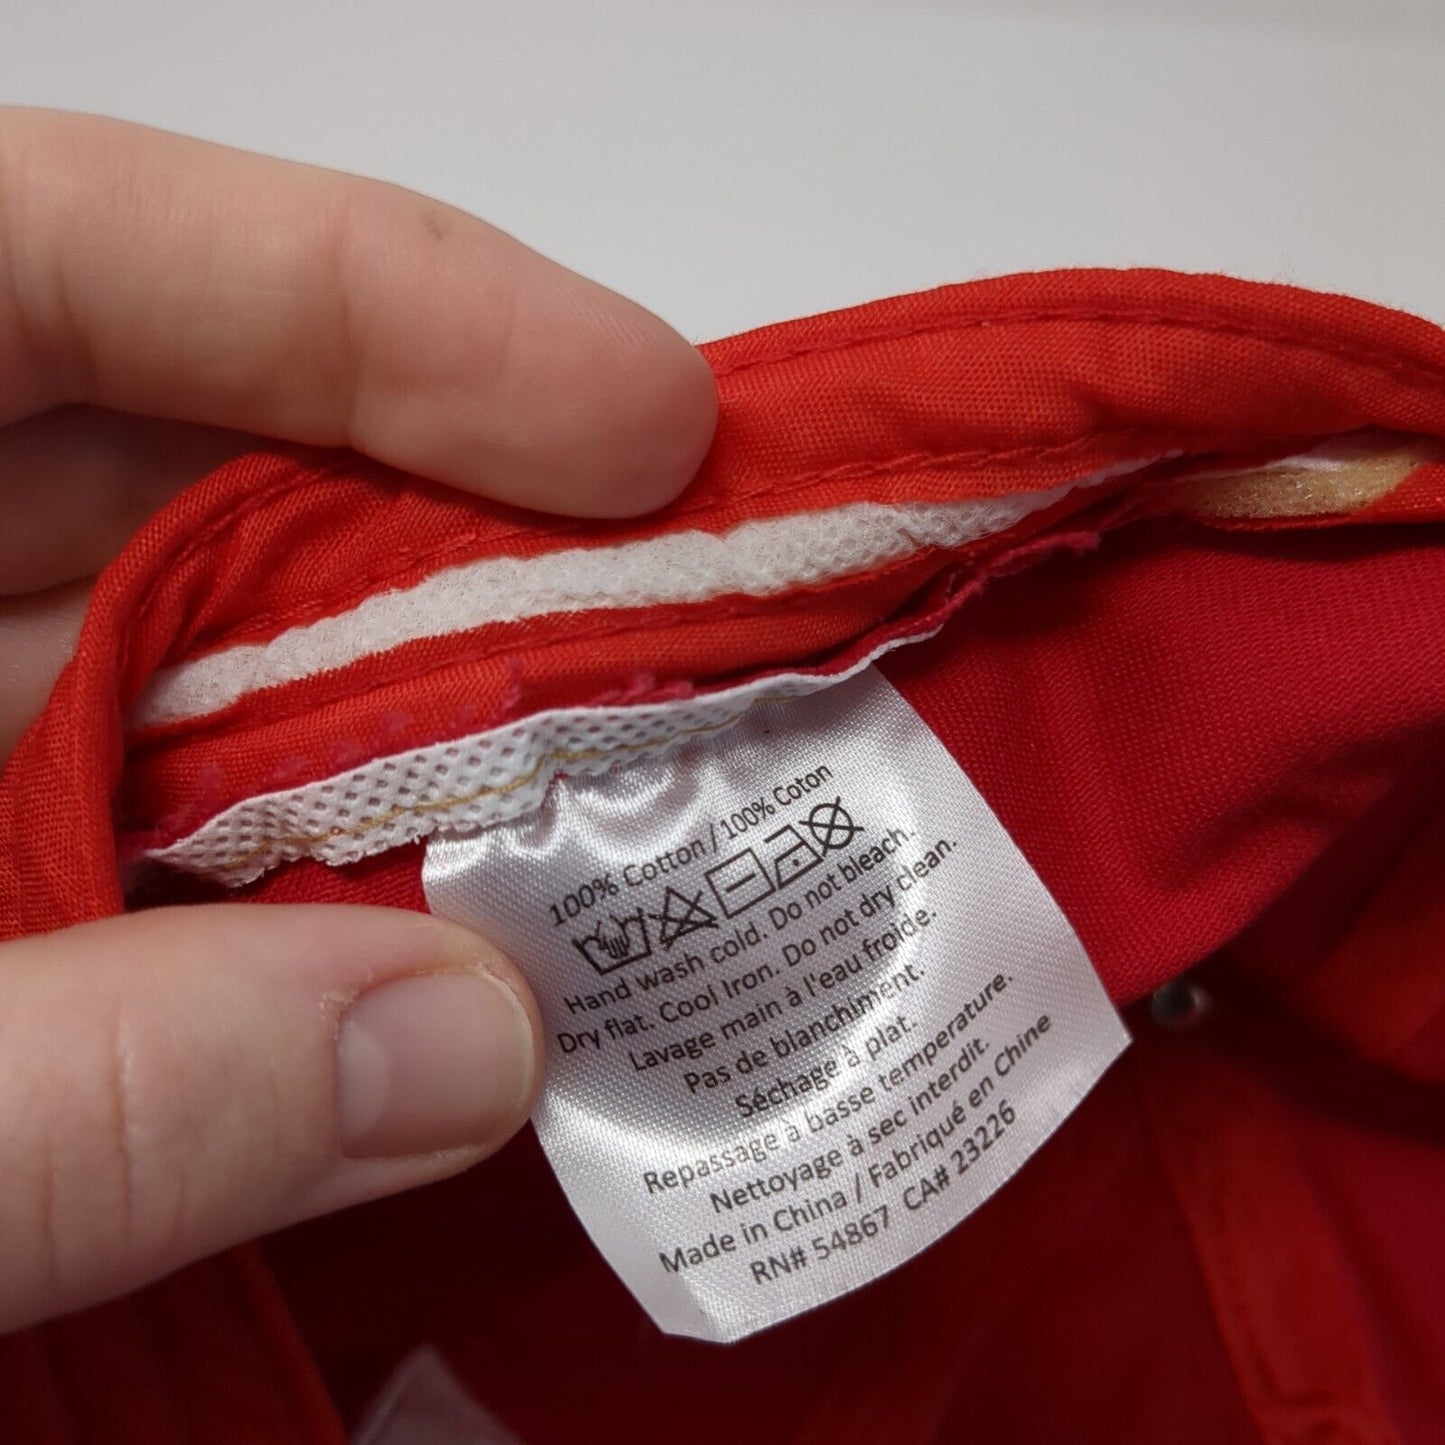 100% Cotton / 100% Coton
Hand wash cold. Do not bleach.
Dry flat. Cool Iron. Do not dry clean.
Lavage main à l'eau froide.
Pas de blanchiment.
Séchage à plat.
Repassage à basse temperature.
Nettoyage à sec interdit.
Made in China / Fabriqué en Chine
RN# 54867 CA# 23226